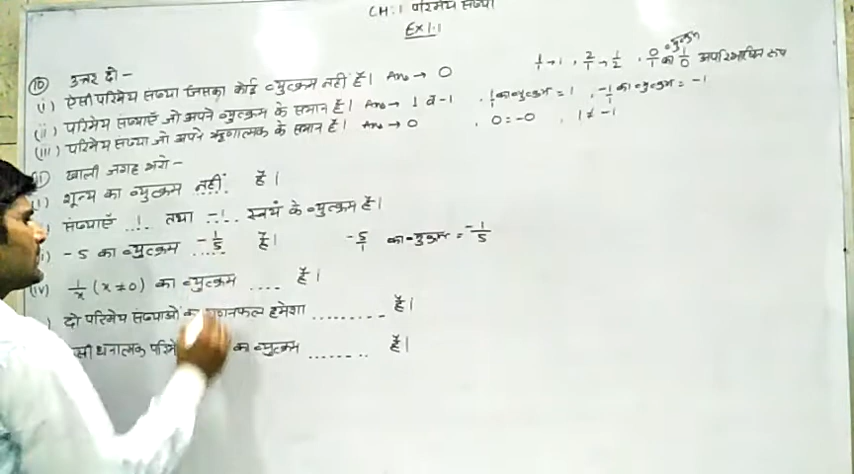 CH:1 परिमेय संख्या
EX 1.1
(10) उत्तर दो -
(i) ऐसी परिमेय संख्या जिसका कोई व्युत्क्रम नहीं है। Ans → 0
1/1 → 1, 2/1 → 1/2, 0/1 का व्युत्क्रम 1/0 अपरिभाषित रूप
(ii) परिमेय संख्याएँ जो अपने व्युत्क्रम के समान है। Ans → 1 व -1, 1/1 का व्युत्क्रम = 1, -1/1 का व्युत्क्रम = -1
(iii) परिमेय संख्या जो अपने ऋणात्मक के समान है। Ans → 0, 0 = -0, 1 ≠ -1
खाली जगह भरो -
शून्य का व्युत्क्रम नहीं है।
संख्याएँ 1 तथा -1 स्वयं के व्युत्क्रम है।
-5 का व्युत्क्रम -1/5 है। -5/1 का व्युत्क्रम = -1/5
(iv) 1/x (x≠0) का व्युत्क्रम .... है।
दो परिमेय संख्याओं का गुणनफल हमेशा ......... है।
धनात्मक का व्युत्क्रम ........ है।